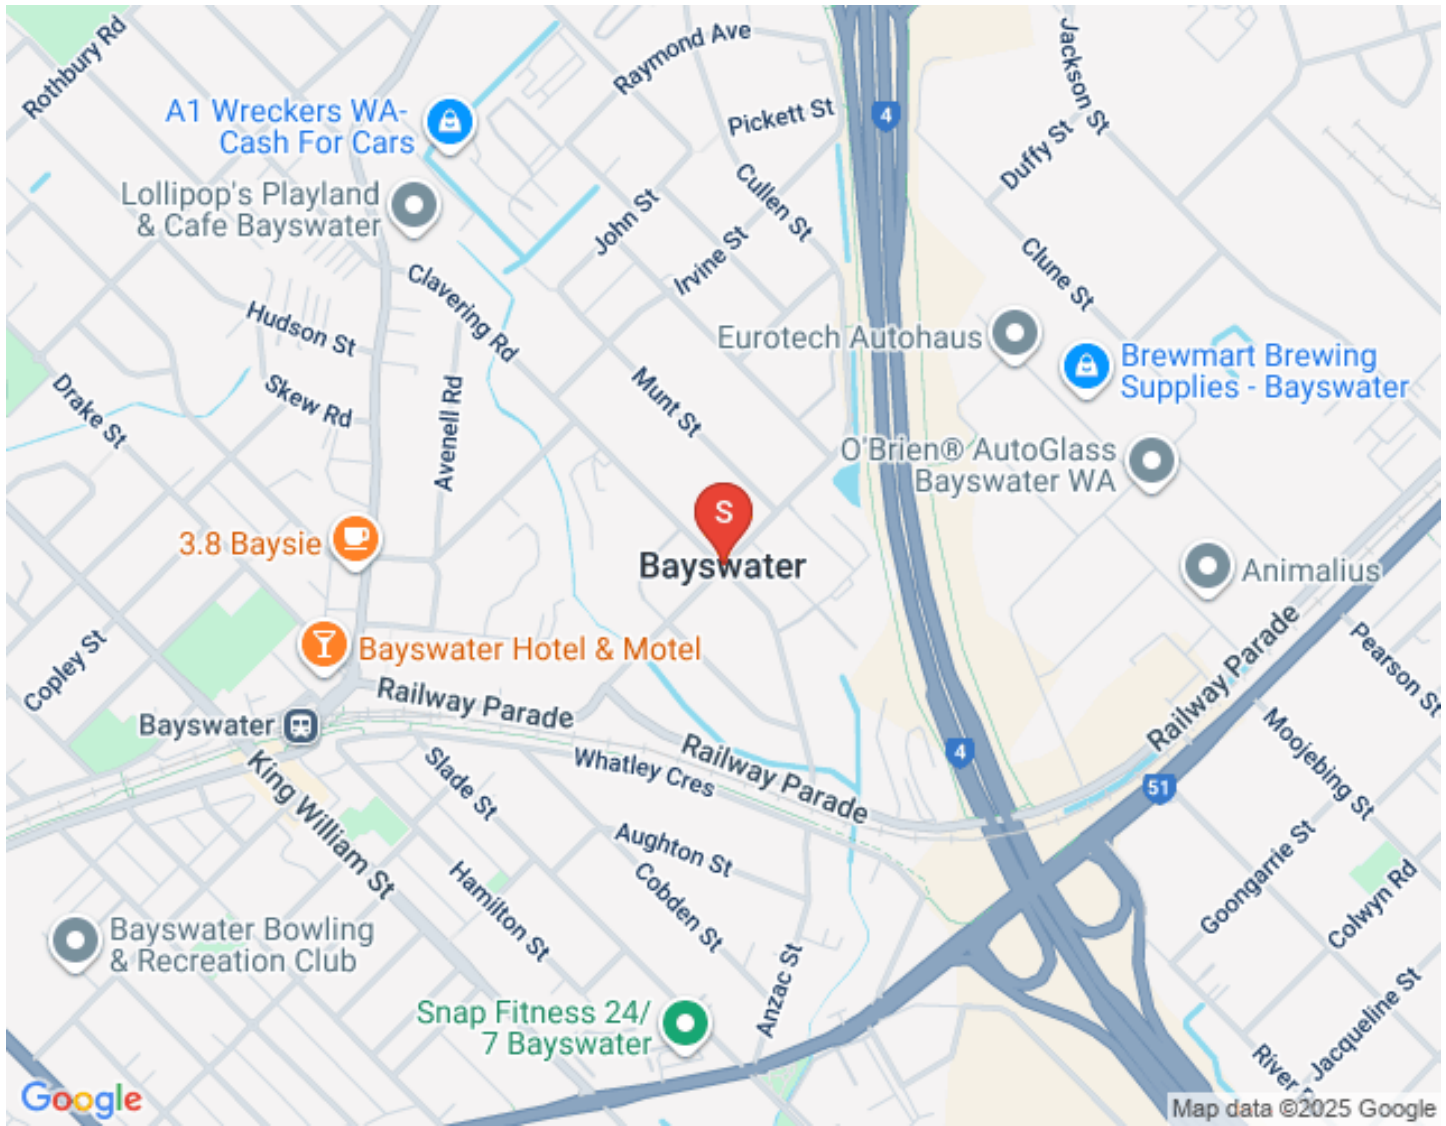 Rothbury Rd
Raymond Ave
Jackson St
A1 Wreckers WA-
Cash For Cars
Pickett St
4
Duffy St
Lollipop's Playland
& Cafe Bayswater
John St
Cullen St
Irvine St
Clune St
Clavering Rd
Hudson St
Eurotech Autohaus
Brewmart Brewing
Supplies - Bayswater
Drake St
Skew Rd
Avenell Rd
Munt St
O'Brien® AutoGlass
Bayswater WA
S
3.8 Baysie
Bayswater
Animalius
Copley St
Bayswater Hotel & Motel
Pearson St
Railway Parade
Railway Parade
Bayswater
Moojebing St
King William St
Slade St
Whatley Cres
Railway Parade
4
51
Aughton St
Goongarrie St
Hamilton St
Cobden St
Colwyn Rd
Bayswater Bowling
& Recreation Club
Anzac St
Snap Fitness 24/
7 Bayswater
Jacqueline St
River
Google
Map data ©2025 Google